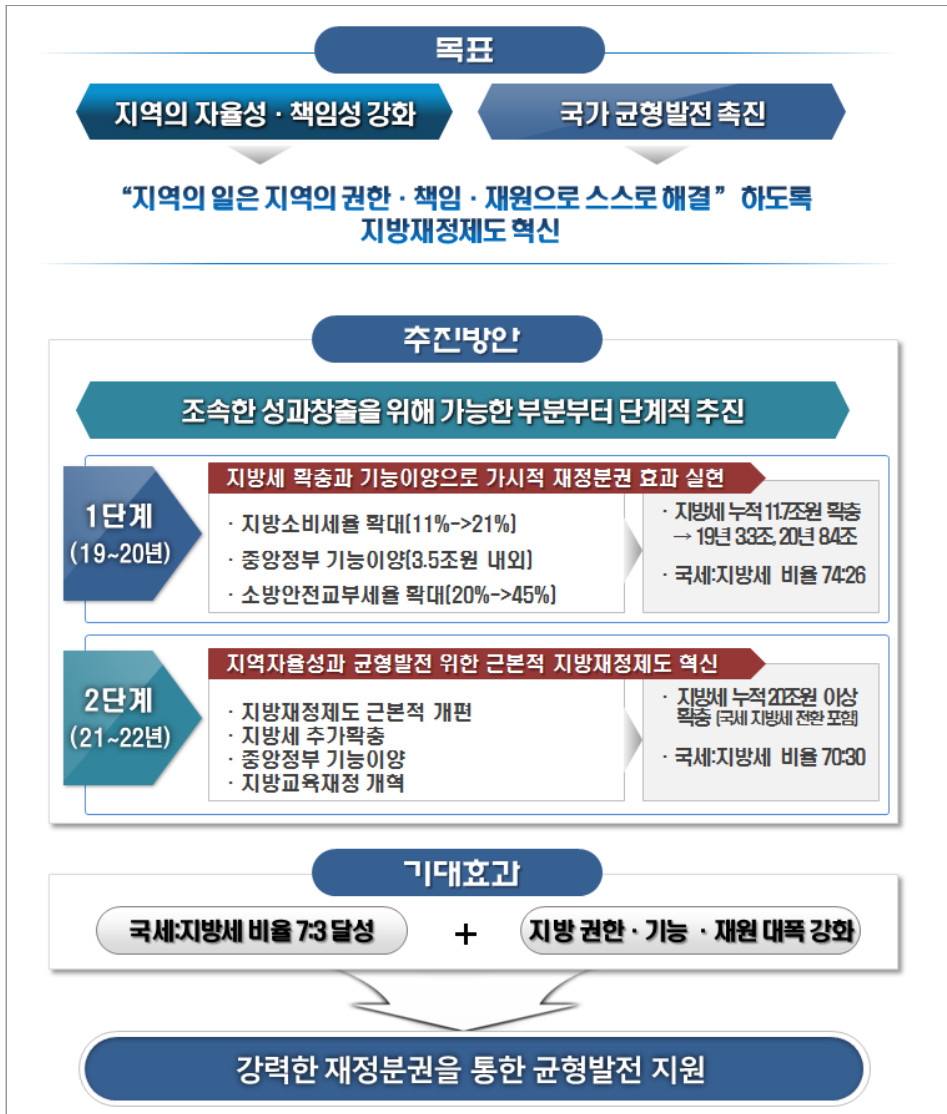 목표
지역의 자율성 · 책임성 강화
국가 균형발전 촉진
“지역의 일은 지역의 권한 · 책임 · 재원으로 스스로 해결” 하도록
지방재정제도 혁신
추진방안
조속한 성과창출을 위해 가능한 부분부터 단계적 추진
1단계
(19~20년)
지방세 확충과 기능이양으로 가시적 재정분권 효과 실현
· 지방소비세율 확대(11%->21%)
· 중앙정부 기능이양(3.5조원 내외)
· 소방안전교부세율 확대(20%->45%)
· 지방세 누적 11.7조원 확충
→ 19년 3.3조, 20년 8.4조
· 국세:지방세 비율 74:26
2단계
(21~22년)
지역자율성과 균형발전 위한 근본적 지방재정제도 혁신
· 지방재정제도 근본적 개편
· 지방세 추가확충
· 중앙정부 기능이양
· 지방교육재정 개혁
· 지방세 누적 20조원 이상
확충 (국세 지방세 전환 포함)
· 국세:지방세 비율 70:30
기대효과
국세:지방세 비율 7:3 달성
+
지방 권한 · 기능 · 재원 대폭 강화
강력한 재정분권을 통한 균형발전 지원